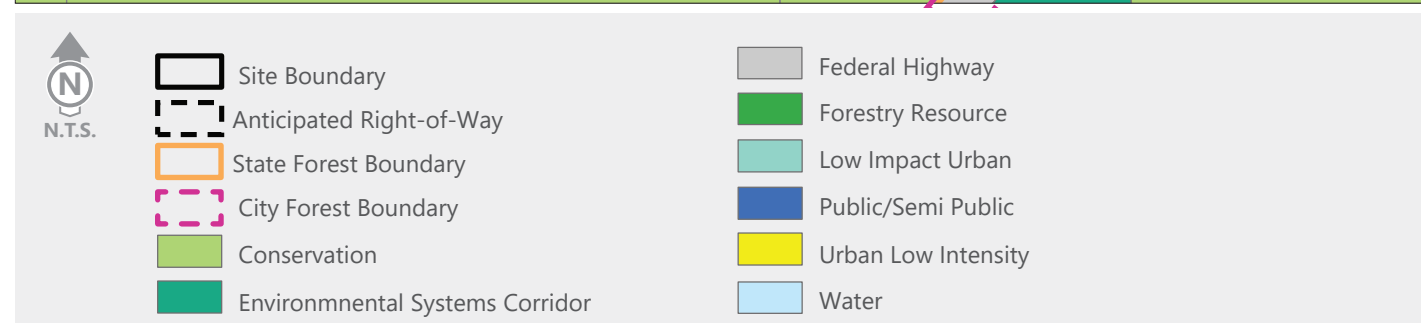 N
N.T.S.
Site Boundary
Anticipated Right-of-Way
State Forest Boundary
City Forest Boundary
Conservation
Environmnental Systems Corridor
Federal Highway
Forestry Resource
Low Impact Urban
Public/Semi Public
Urban Low Intensity
Water